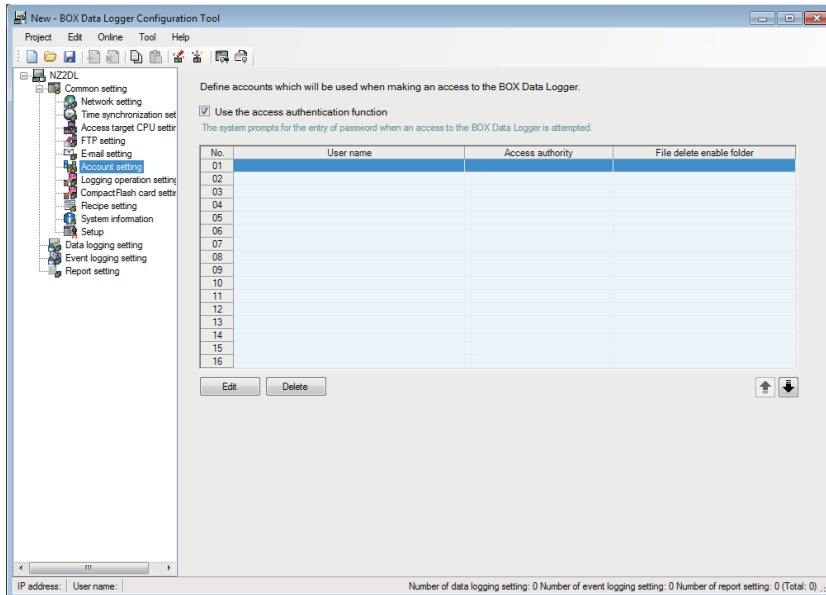 New - BOX Data Logger Configuration Tool
Project Edit Online Tool Help
NZ2DL
Common setting
Network setting
Time synchronization set
Access target CPU settir
FTP setting
E-mail setting
Account setting
Logging operation setting
CompactFlash card settir
Recipe setting
System information
Setup
Data logging setting
Event logging setting
Report setting
Define accounts which will be used when making an access to the BOX Data Logger.
Use the access authentication function
The system prompts for the entry of password when an access to the BOX Data Logger is attempted.
No. User name Access authority File delete enable folder
01
02
03
04
05
06
07
08
09
10
11
12
13
14
15
16
Edit Delete
IP address: User name: Number of data logging setting: 0 Number of event logging setting: 0 Number of report setting: 0 (Total: 0)